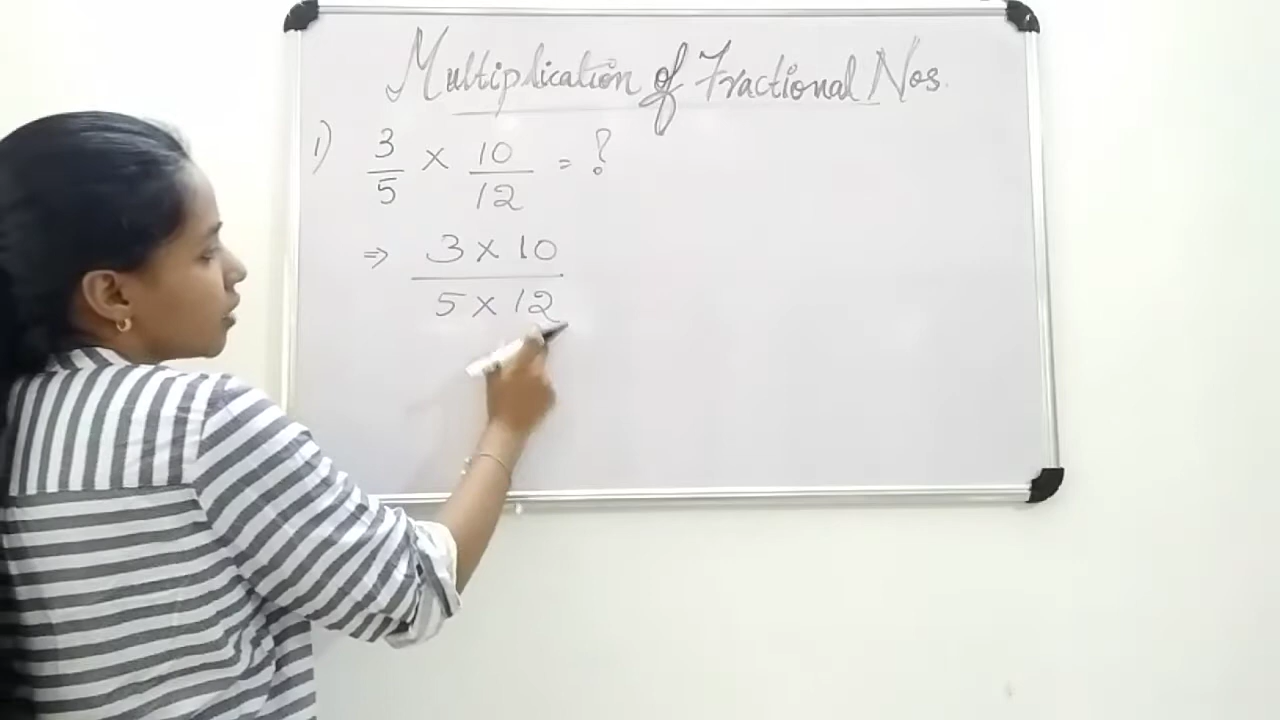 Multiplication of Fractional Nos.
1) 3/5 × 10/12 = ?
⇒ 3 × 10 / 5 × 12